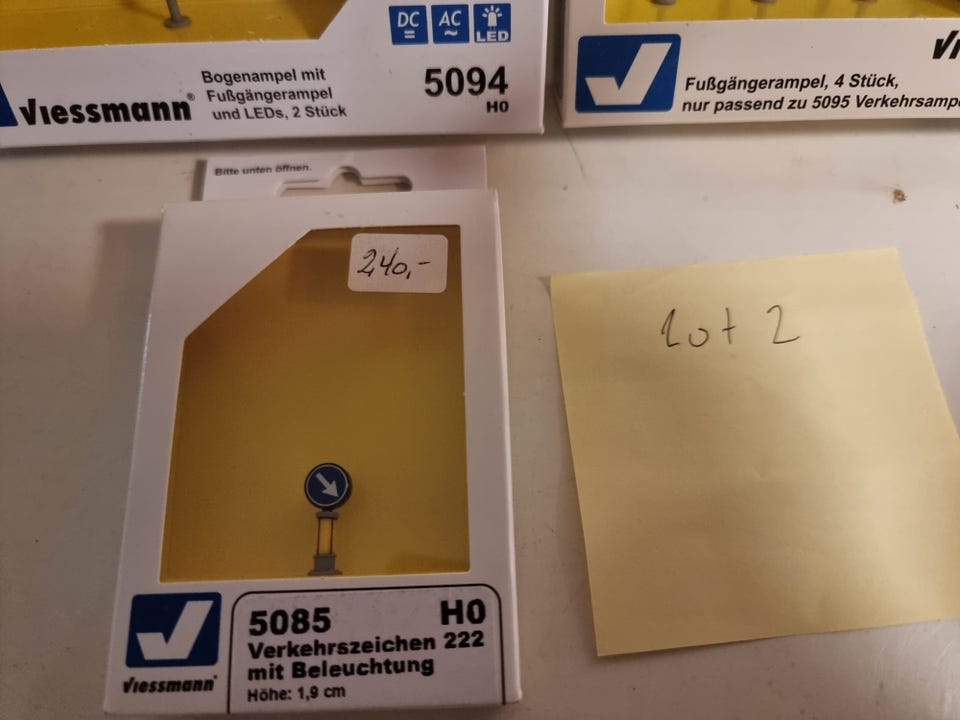 DC AC LED
viessmann®
Bogenampel mit
Fußgängerampel
und LEDs, 2 Stück
5094
H0
Fußgängerampel, 4 Stück,
nur passend zu 5095
Bitte unten öffnen.
240,-
lot 2
5085 H0
Verkehrszeichen 222
mit Beleuchtung
Höhe: 1,9 cm
viessmann®